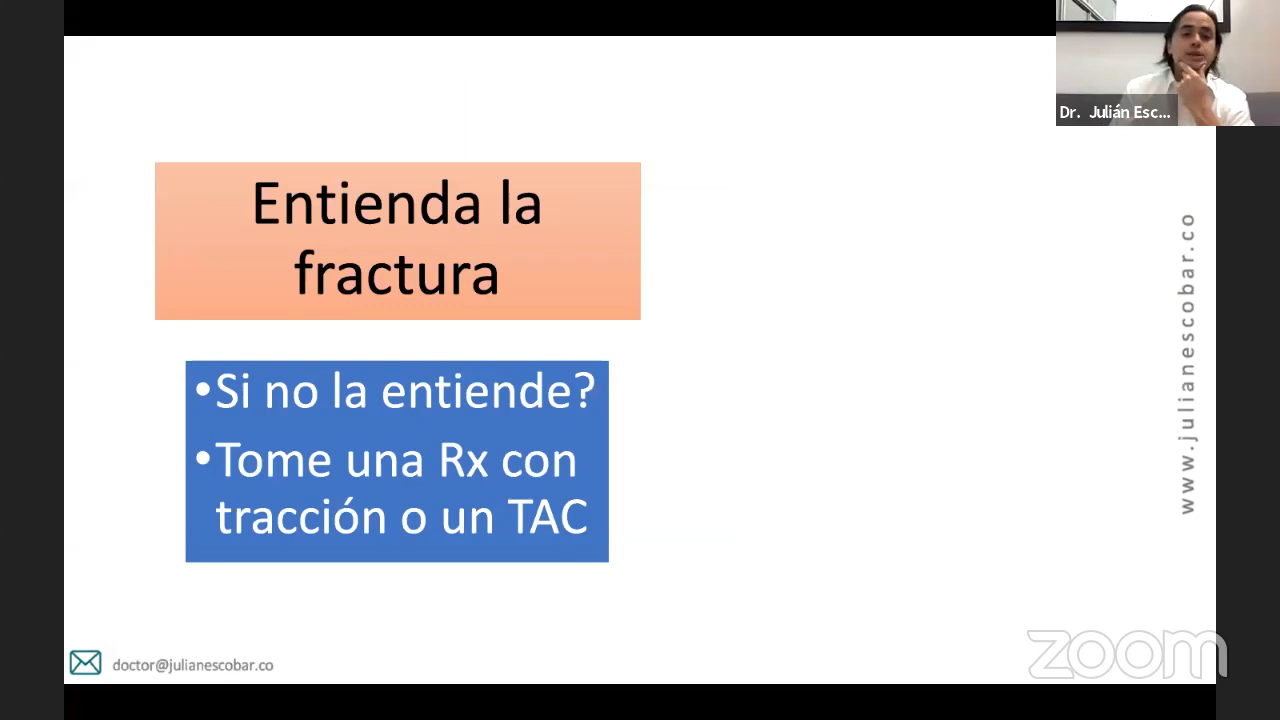 Dr. Julián Esc...
Entienda la
fractura
•Si no la entiende?
•Tome una Rx con
tracción o un TAC
www.julianescobar.co
doctor@julianescobar.co
zoom